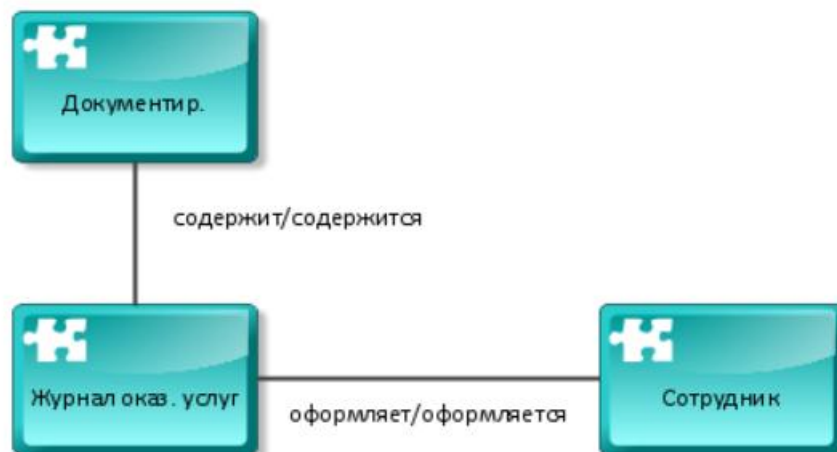 Документир.
содержит/содержится
Журнал оказ. услуг
оформляет/оформляется
Сотрудник